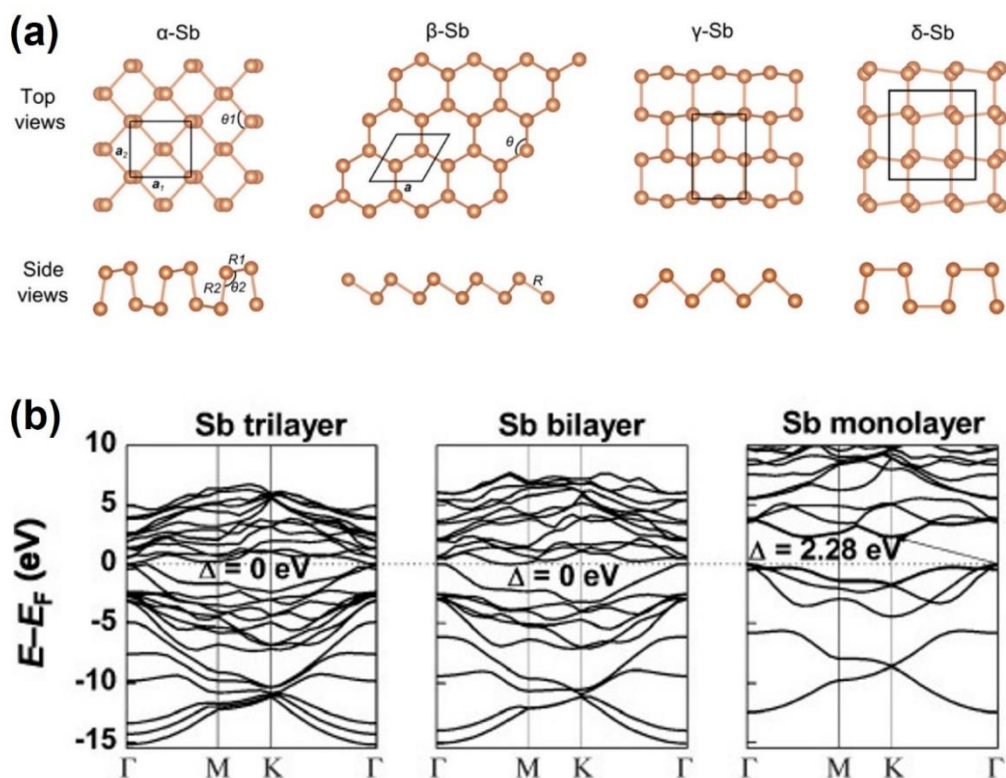 (a)
α-Sb β-Sb γ-Sb δ-Sb
Top
views
θ1
a2
a1
θ
a
Side
views
R1
R2 θ2
R
(b)
Sb trilayer Sb bilayer Sb monolayer
10
5
0
-5
-10
-15
E–EF (eV)
Δ = 0 eV Δ = 0 eV Δ = 2.28 eV
Γ M K Γ Γ M K Γ Γ M K Γ